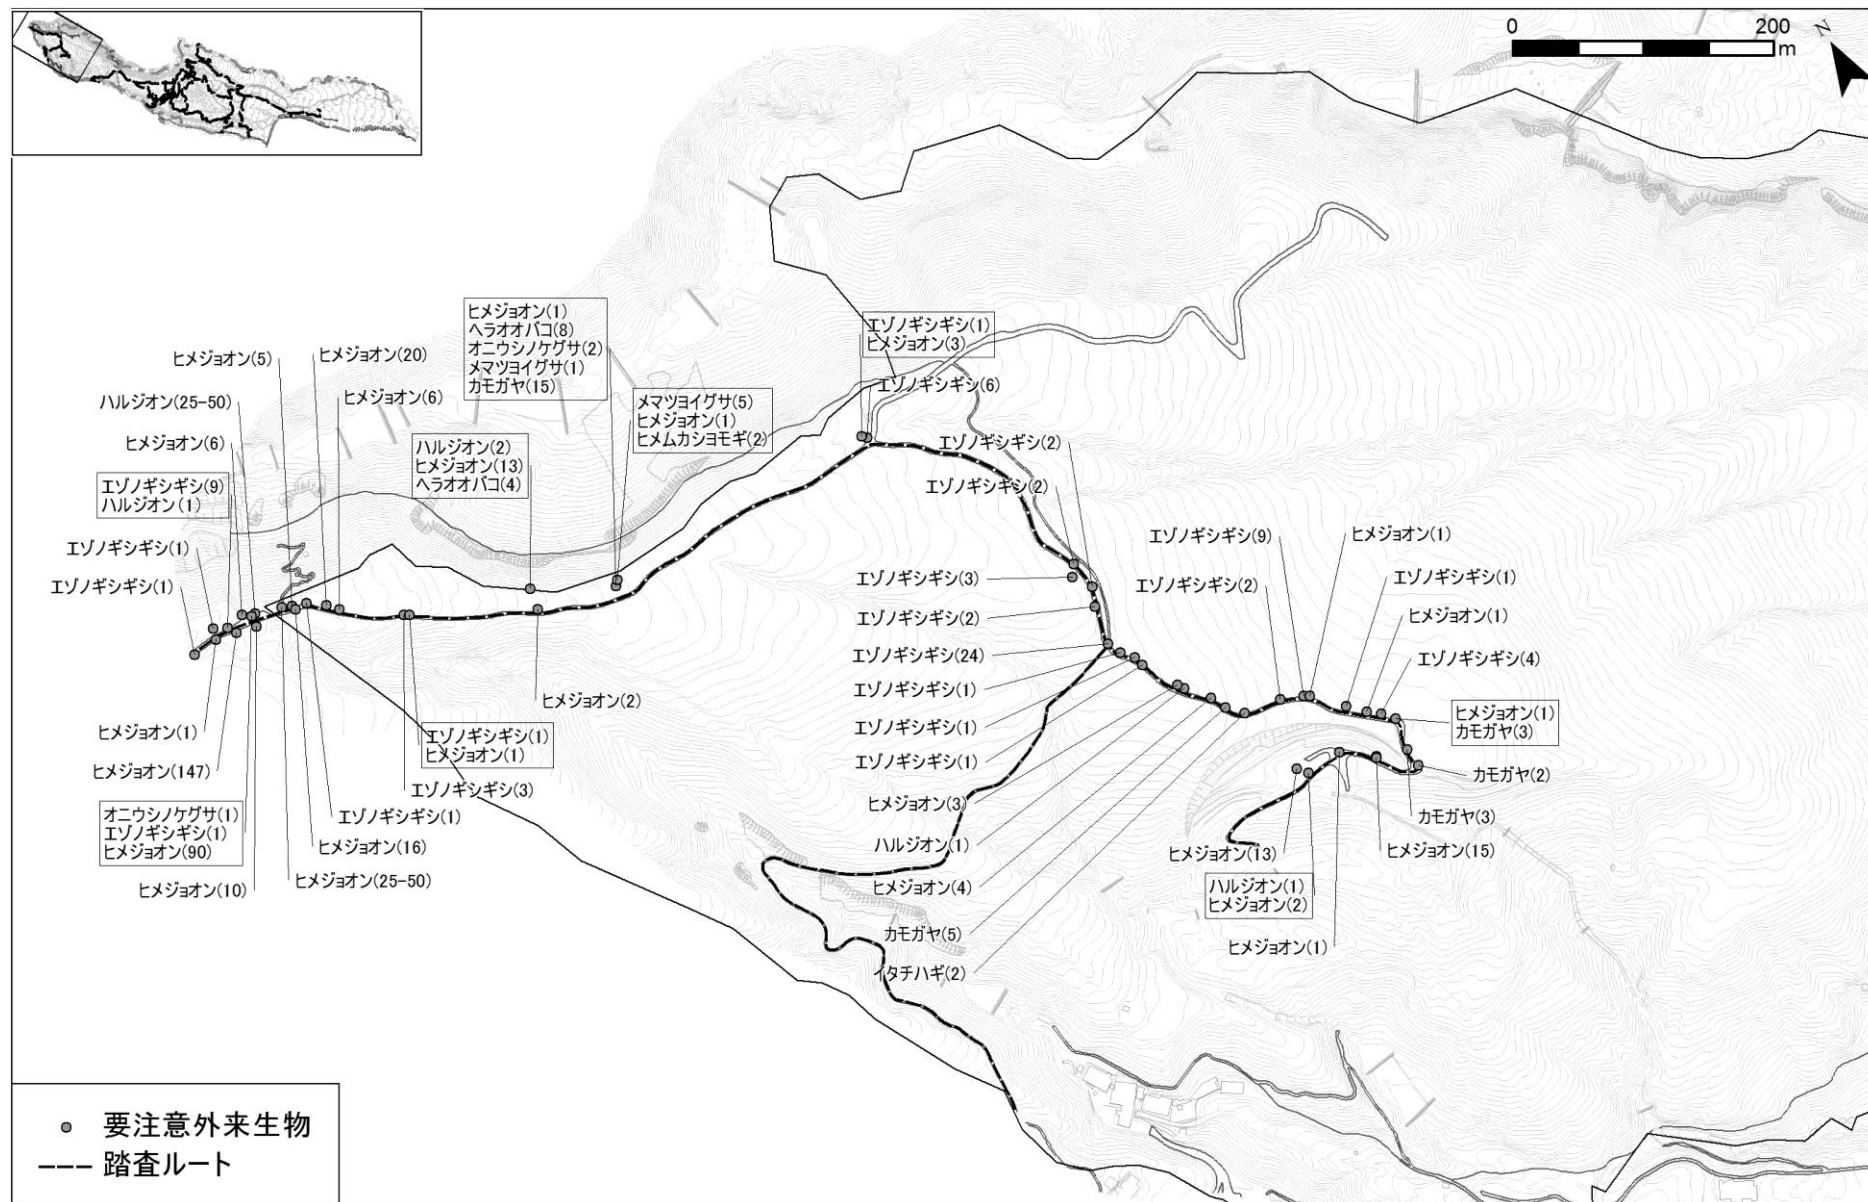 0
200
m
N
ヒメジョオン(1)
ヘラオオバコ(8)
オニウシノケグサ(2)
メマツヨイグサ(1)
カモガヤ(15)
エゾノギシギシ(1)
ヒメジョオン(3)
ヒメジョオン(5)
ヒメジョオン(20)
エゾノギシギシ(6)
ハルジオン(25-50)
ヒメジョオン(6)
メマツヨイグサ(5)
ヒメジョオン(1)
ヒメムカシヨモギ(2)
ヒメジョオン(6)
ハルジオン(2)
ヒメジョオン(13)
ヘラオオバコ(4)
エゾノギシギシ(2)
エゾノギシギシ(9)
ハルジオン(1)
エゾノギシギシ(2)
エゾノギシギシ(1)
エゾノギシギシ(9)
ヒメジョオン(1)
エゾノギシギシ(1)
エゾノギシギシ(3)
エゾノギシギシ(2)
エゾノギシギシ(1)
エゾノギシギシ(2)
ヒメジョオン(1)
エゾノギシギシ(24)
エゾノギシギシ(4)
エゾノギシギシ(1)
ヒメジョオン(2)
ヒメジョオン(1)
カモガヤ(3)
ヒメジョオン(1)
エゾノギシギシ(1)
ヒメジョオン(1)
エゾノギシギシ(1)
ヒメジョオン(147)
エゾノギシギシ(1)
カモガヤ(2)
エゾノギシギシ(3)
ヒメジョオン(3)
オニウシノケグサ(1)
エゾノギシギシ(1)
ヒメジョオン(90)
エゾノギシギシ(1)
カモガヤ(3)
ヒメジョオン(16)
ハルジオン(1)
ヒメジョオン(13)
ヒメジョオン(15)
ヒメジョオン(10)
ヒメジョオン(25-50)
ヒメジョオン(4)
ハルジオン(1)
ヒメジョオン(2)
カモガヤ(5)
ヒメジョオン(1)
イタチハギ(2)
要注意外来生物
踏査ルート